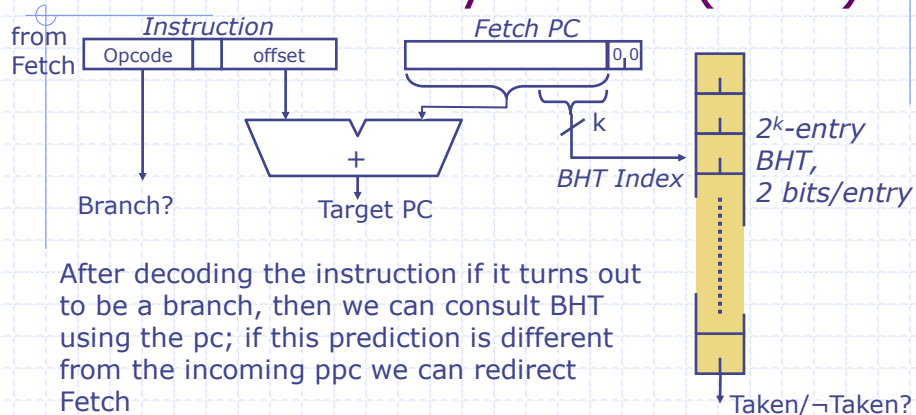 Instruction
Fetch PC
from
Fetch
Opcode
offset
0 0
k
2k-entry
BHT,
2 bits/entry
+
BHT Index
Branch?
Target PC
After decoding the instruction if it turns out
to be a branch, then we can consult BHT
using the pc; if this prediction is different
from the incoming ppc we can redirect
Fetch
Taken/¬Taken?